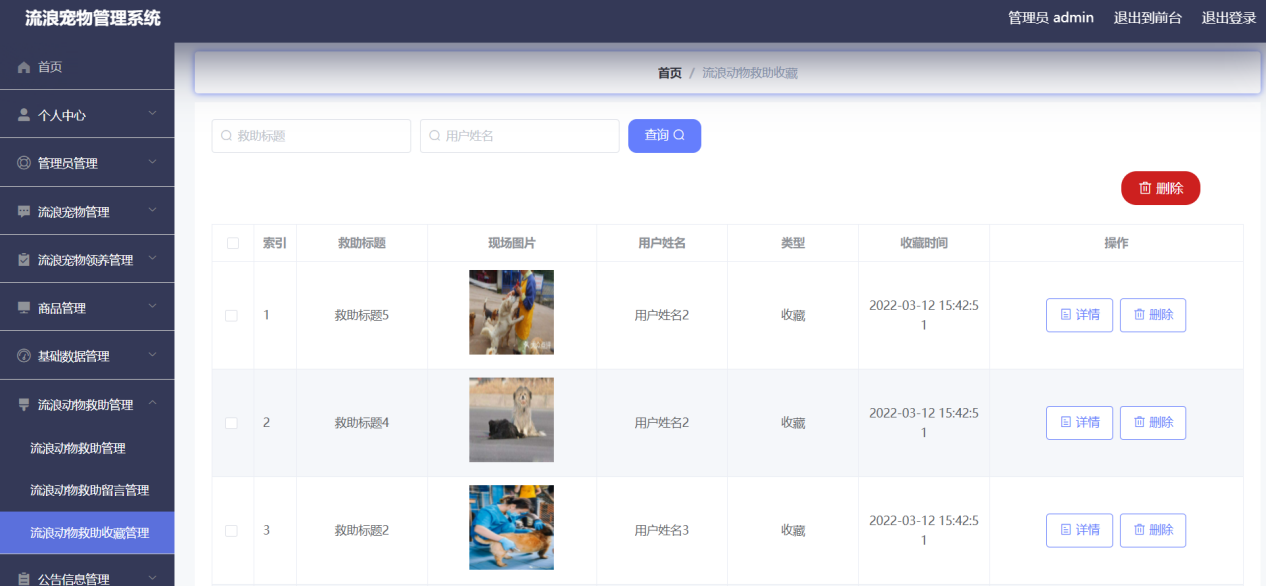 流浪宠物管理系统
管理员 admin 退出到前台 退出登录
首页
个人中心
管理员管理
流浪宠物管理
流浪宠物领养管理
商品管理
基础数据管理
流浪动物救助管理
流浪动物救助管理
流浪动物救助留言管理
流浪动物救助收藏管理
公告信息管理
首页 / 流浪动物救助收藏
救助标题 用户姓名 查询
删除
索引 救助标题 现场图片 用户姓名 类型 收藏时间 操作
1 救助标题5 用户姓名2 收藏 2022-03-12 15:42:5
1 详情 删除
2 救助标题4 用户姓名2 收藏 2022-03-12 15:42:5
1 详情 删除
3 救助标题2 用户姓名3 收藏 2022-03-12 15:42:5
1 详情 删除